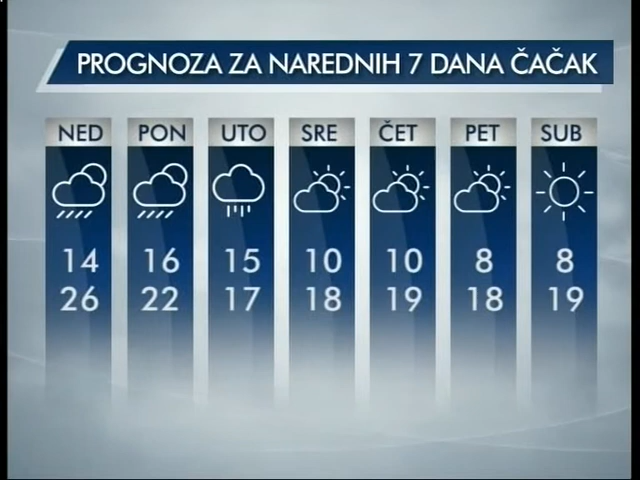 PROGNOZA ZA NAREDNIH 7 DANA ČAČAK
NED PON UTO SRE ČET PET SUB
14 16 15 10 10 8 8
26 22 17 18 19 18 19